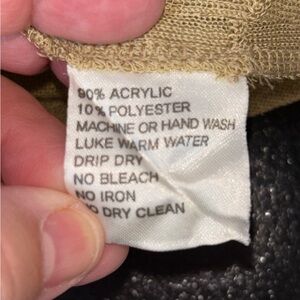 90% ACRYLIC
10% POLYESTER
MACHINE OR HAND WASH
LUKE WARM WATER
DRIP DRY
NO BLEACH
NO IRON
NO DRY CLEAN